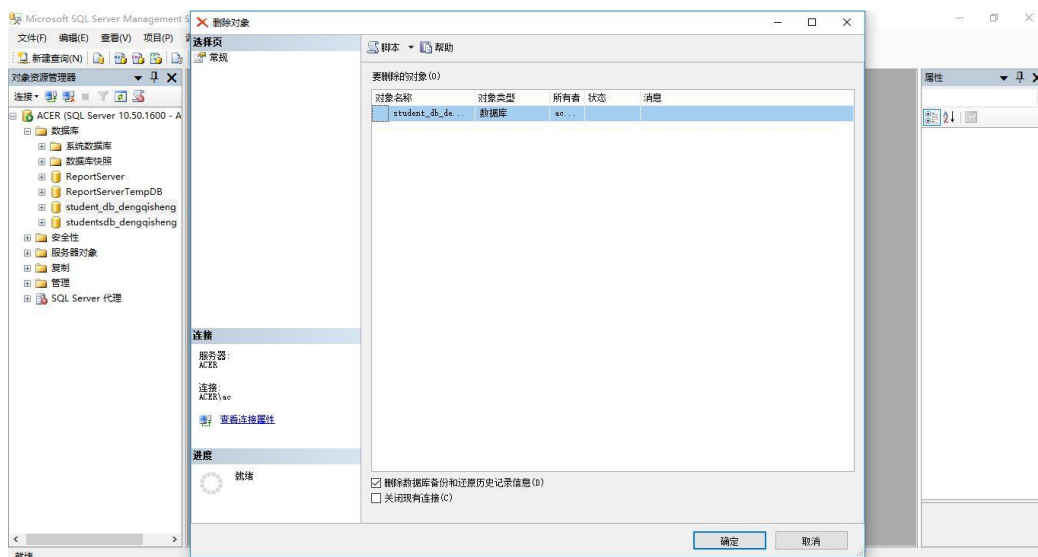 Microsoft SQL Server Management S
文件(F) 编辑(E) 查看(V) 项目(P)
新建查询(N)
对象资源管理器
连接
ACER (SQL Server 10.50.1600 - A
数据库
系统数据库
数据库快照
ReportServer
ReportServerTempDB
student_db_dengqisheng
studentsdb_dengqisheng
安全性
服务器对象
复制
管理
SQL Server 代理
就绪
删除对象
选择页
常规
连接
服务器:
ACER
连接:
ACER\ac
查看连接属性
进度
就绪
脚本 帮助
要删除的对象(O)
对象名称 对象类型 所有者 状态 消息
student_db_de... 数据库 ac...
删除数据库备份和还原历史记录信息(D)
关闭现有连接(C)
确定 取消
属性